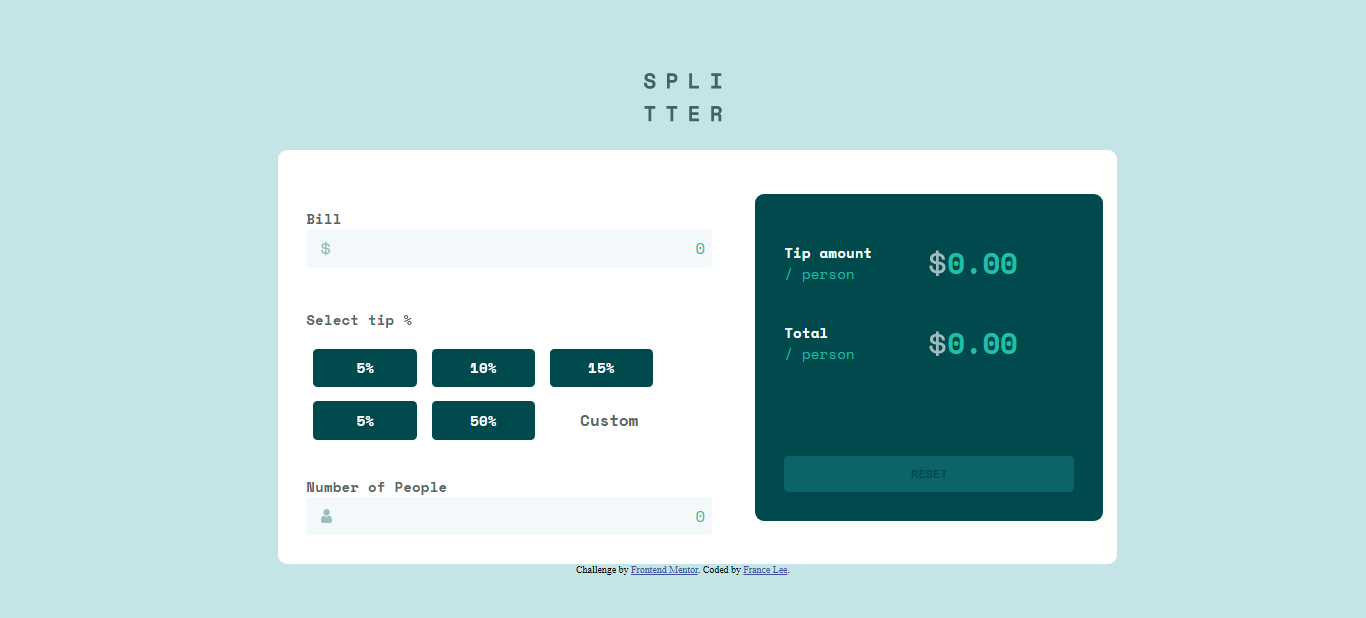 SPLI
TTER
Bill
$ 0
Select tip %
5% 10% 15%
5% 50% Custom
Number of People
0
Tip amount
/ person
$0.00
Total
/ person
$0.00
RESET
Challenge by Frontend Mentor. Coded by France Lee.